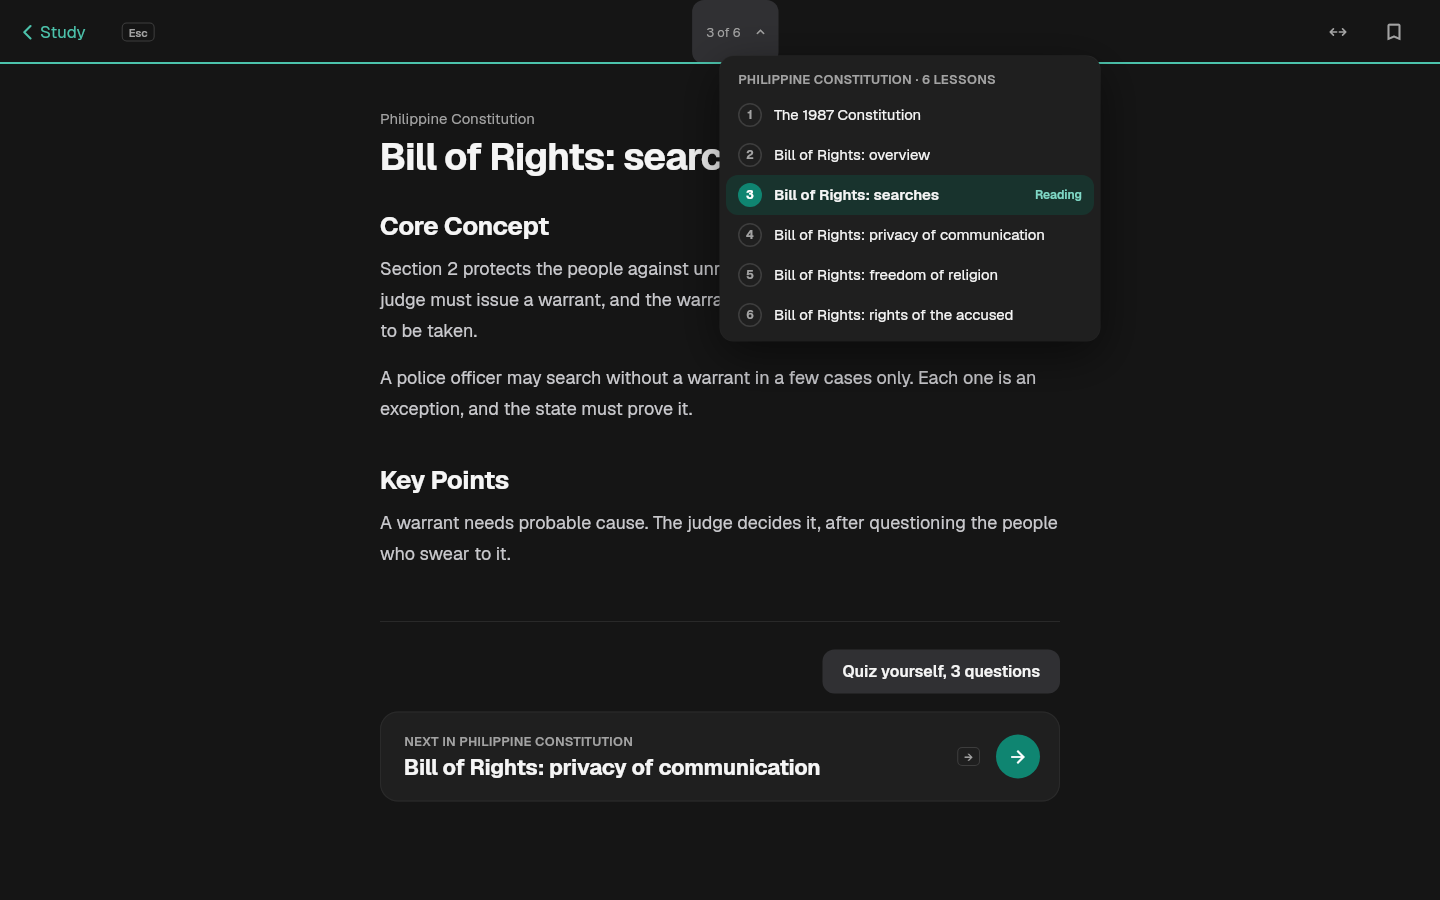 Study
Esc
3 of 6
PHILIPPINE CONSTITUTION · 6 LESSONS
1 The 1987 Constitution
2 Bill of Rights: overview
3 Bill of Rights: searches Reading
4 Bill of Rights: privacy of communication
5 Bill of Rights: freedom of religion
6 Bill of Rights: rights of the accused
Philippine Constitution
Bill of Rights: searc
Core Concept
Section 2 protects the people against
judge must issue a warrant, and the
to be taken.
A police officer may search without a warrant in a few cases only. Each one is an
exception, and the state must prove it.
Key Points
A warrant needs probable cause. The judge decides it, after questioning the people
who swear to it.
Quiz yourself, 3 questions
NEXT IN PHILIPPINE CONSTITUTION
Bill of Rights: privacy of communication